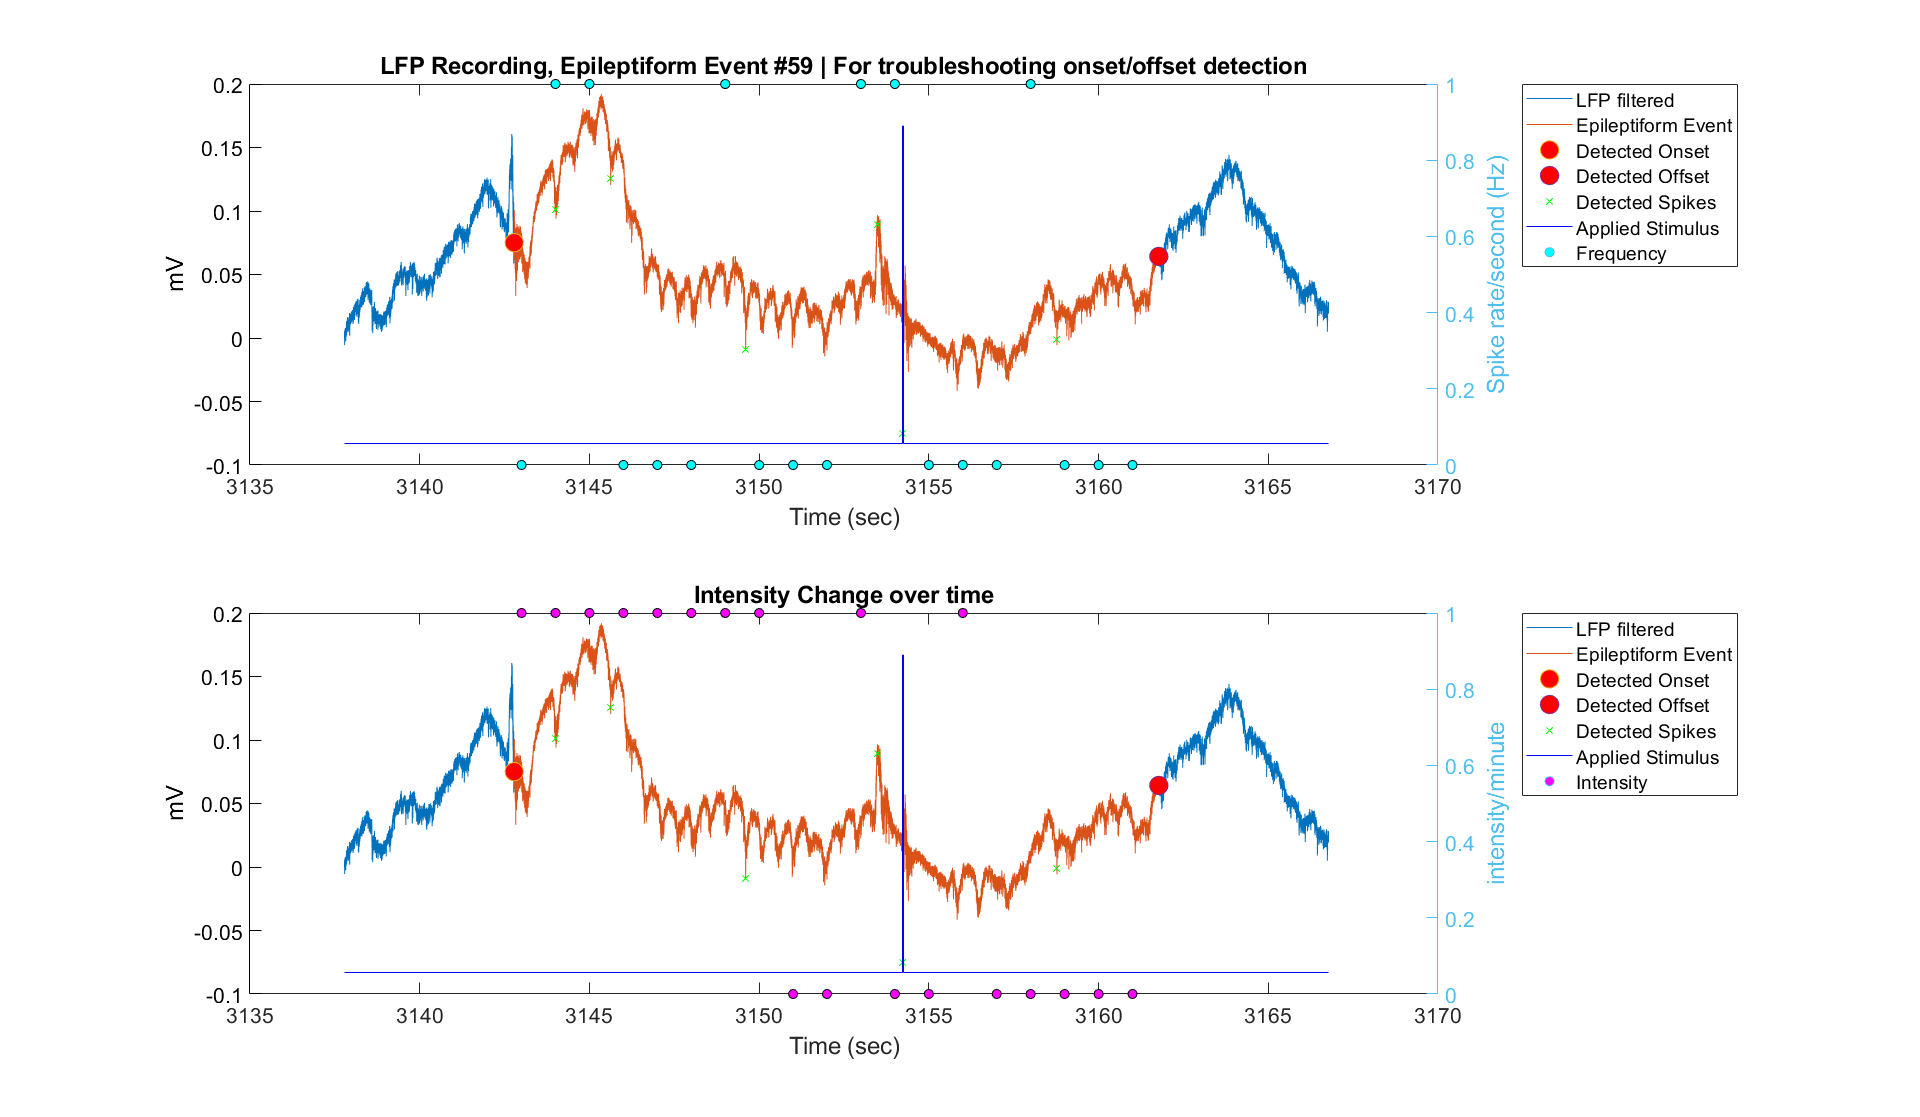 LFP Recording, Epileptiform Event #59 | For troubleshooting onset/offset detection
0.2
0.15
0.1
0.05
0
-0.05
-0.1
mV
3135 3140 3145 3150 3155 3160 3165 3170
Time (sec)
1
0.8
0.6
0.4
0.2
0
Spike rate/second (Hz)
LFP filtered
Epileptiform Event
Detected Onset
Detected Offset
Detected Spikes
Applied Stimulus
Frequency
Intensity Change over time
0.2
0.15
0.1
0.05
0
-0.05
-0.1
mV
3135 3140 3145 3150 3155 3160 3165 3170
Time (sec)
1
0.8
0.6
0.4
0.2
0
intensity/minute
LFP filtered
Epileptiform Event
Detected Onset
Detected Offset
Detected Spikes
Applied Stimulus
Intensity